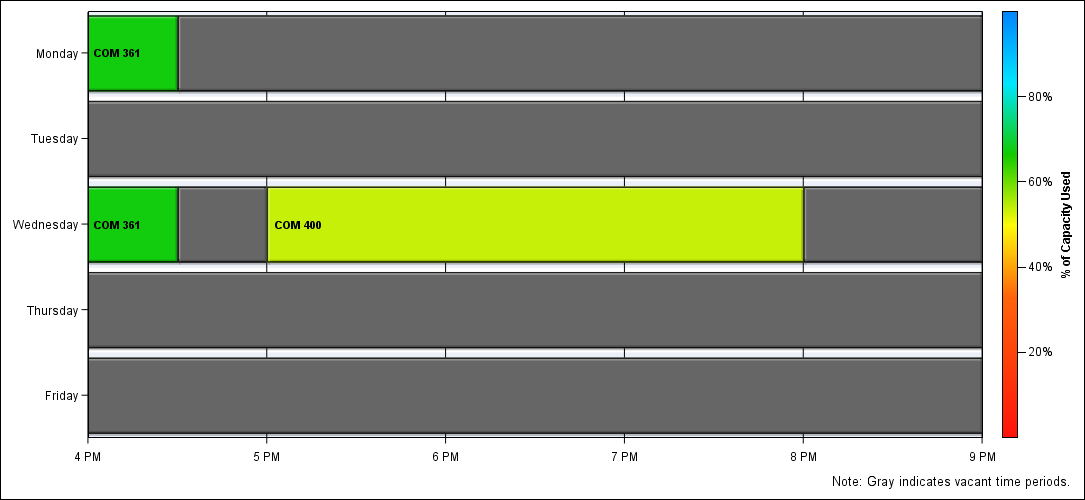 Monday
COM 361
Tuesday
Wednesday
COM 361
COM 400
Thursday
Friday
4 PM
5 PM
6 PM
7 PM
8 PM
9 PM
80%
60%
40%
20%
% of Capacity Used
Note: Gray indicates vacant time periods.